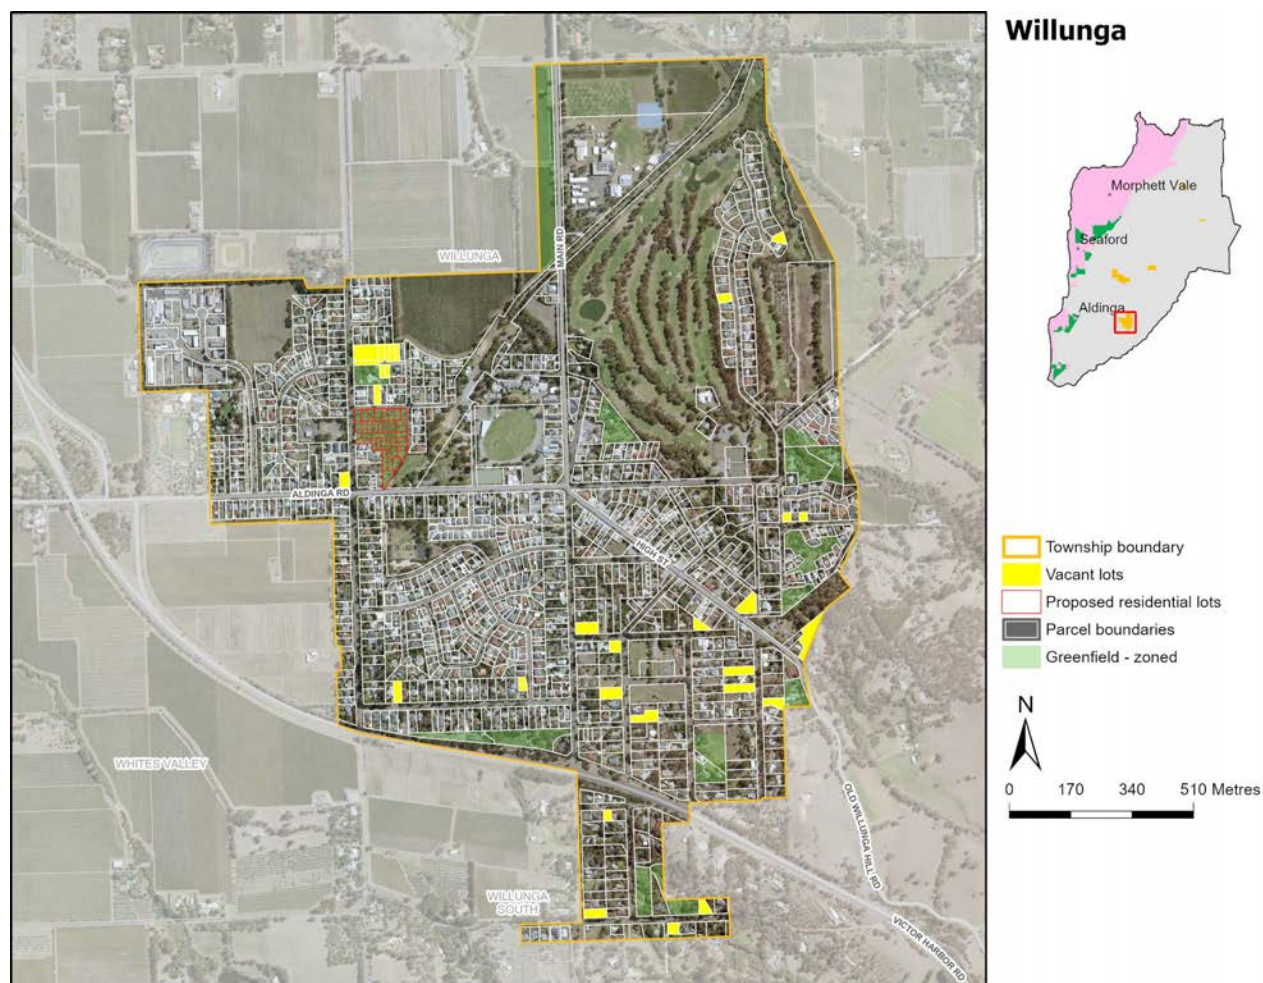 Willunga
Morphett Vale
Seaford
Aldinga
WILLUNGA
MAIN RD
ALDINGA RD
HIGH ST
WHITES VALLEY
OLD WILLUNGA HILL RD
WILLUNGA
SOUTH
VICTOR HARBOR RD
Township boundary
Vacant lots
Proposed residential lots
Parcel boundaries
Greenfield - zoned
N
0 170 340 510 Metres